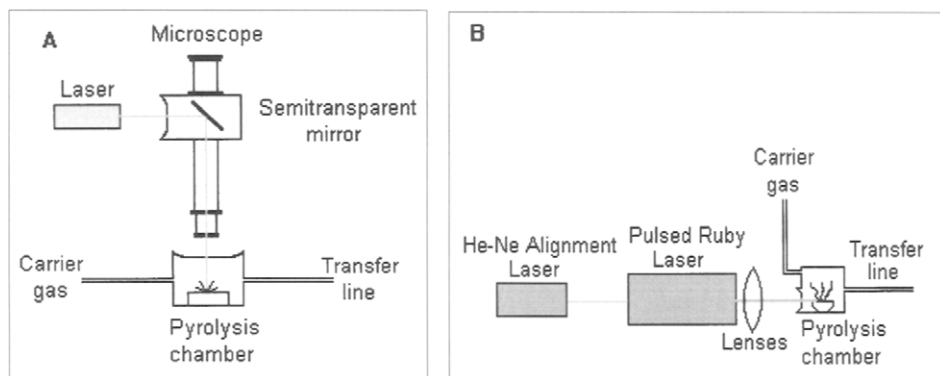 A
Microscope
Laser
Semitransparent
mirror
Carrier
gas
Transfer
line
Pyrolysis
chamber
B
Carrier
gas
He-Ne Alignment
Laser
Pulsed Ruby
Laser
Transfer
line
Lenses
Pyrolysis
chamber